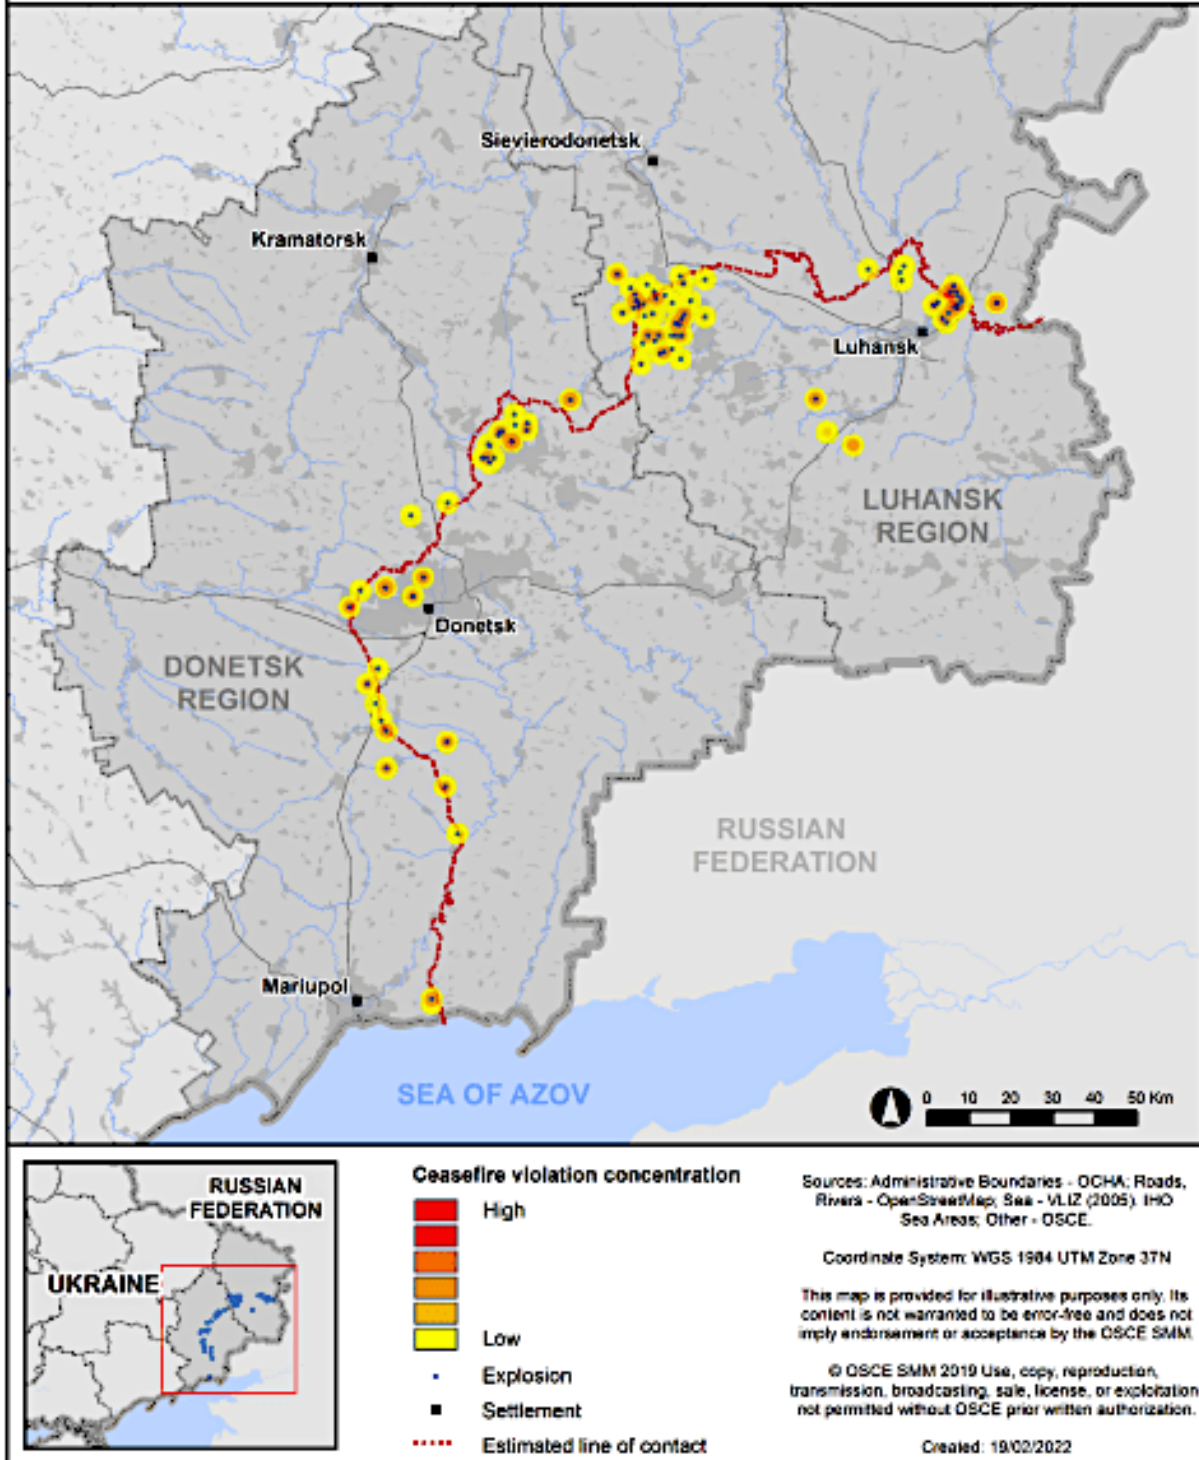 Sievierodonetsk
Kramatorsk
Luhansk
LUHANSK
REGION
Donetsk
DONETSK
REGION
RUSSIAN
FEDERATION
Mariupol
SEA OF AZOV
0 10 20 30 40 50 Km
RUSSIAN
FEDERATION
UKRAINE
Ceasefire violation concentration
High
Low
Explosion
Settlement
Estimated line of contact
Sources: Administrative Boundaries - OCHA; Roads,
Rivers - OpenStreetMap; Sea - VLIZ (2005). IHO
Sea Areas; Other - OSCE.
Coordinate System: WGS 1984 UTM Zone 37N
This map is provided for illustrative purposes only. Its
content is not warranted to be error-free and does not
imply endorsement or acceptance by the OSCE SMM.
© OSCE SMM 2019 Use, copy, reproduction,
transmission, broadcasting, sale, license, or exploitation
not permitted without OSCE prior written authorization.
Created: 19/02/2022